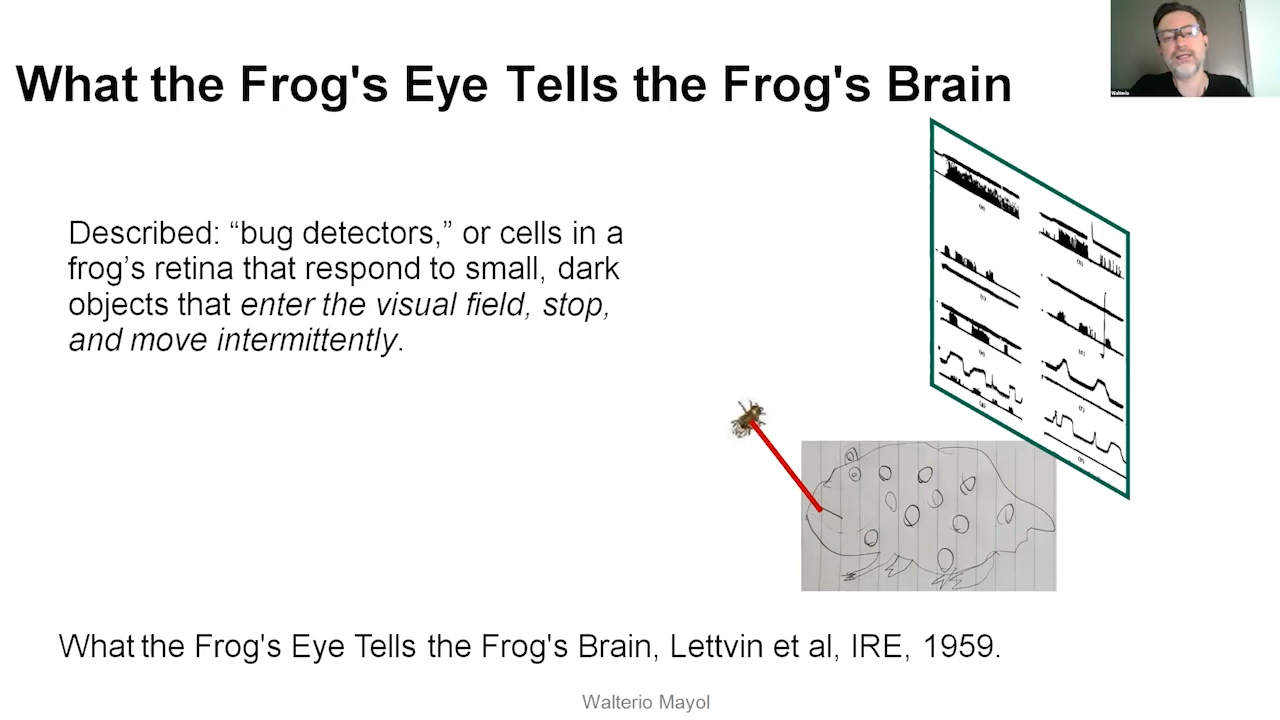 What the Frog's Eye Tells the Frog's Brain
Walterio
Described: “bug detectors,” or cells in a
frog’s retina that respond to small, dark
objects that enter the visual field, stop,
and move intermittently.
What the Frog's Eye Tells the Frog's Brain, Lettvin et al, IRE, 1959.
Walterio Mayol